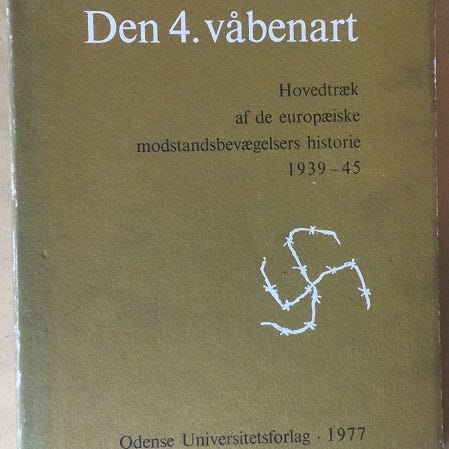 Den 4. våbenart
Hovedtræk
af de europæiske
modstandsbevægelsers historie
1939-45
Odense Universitetsforlag · 1977